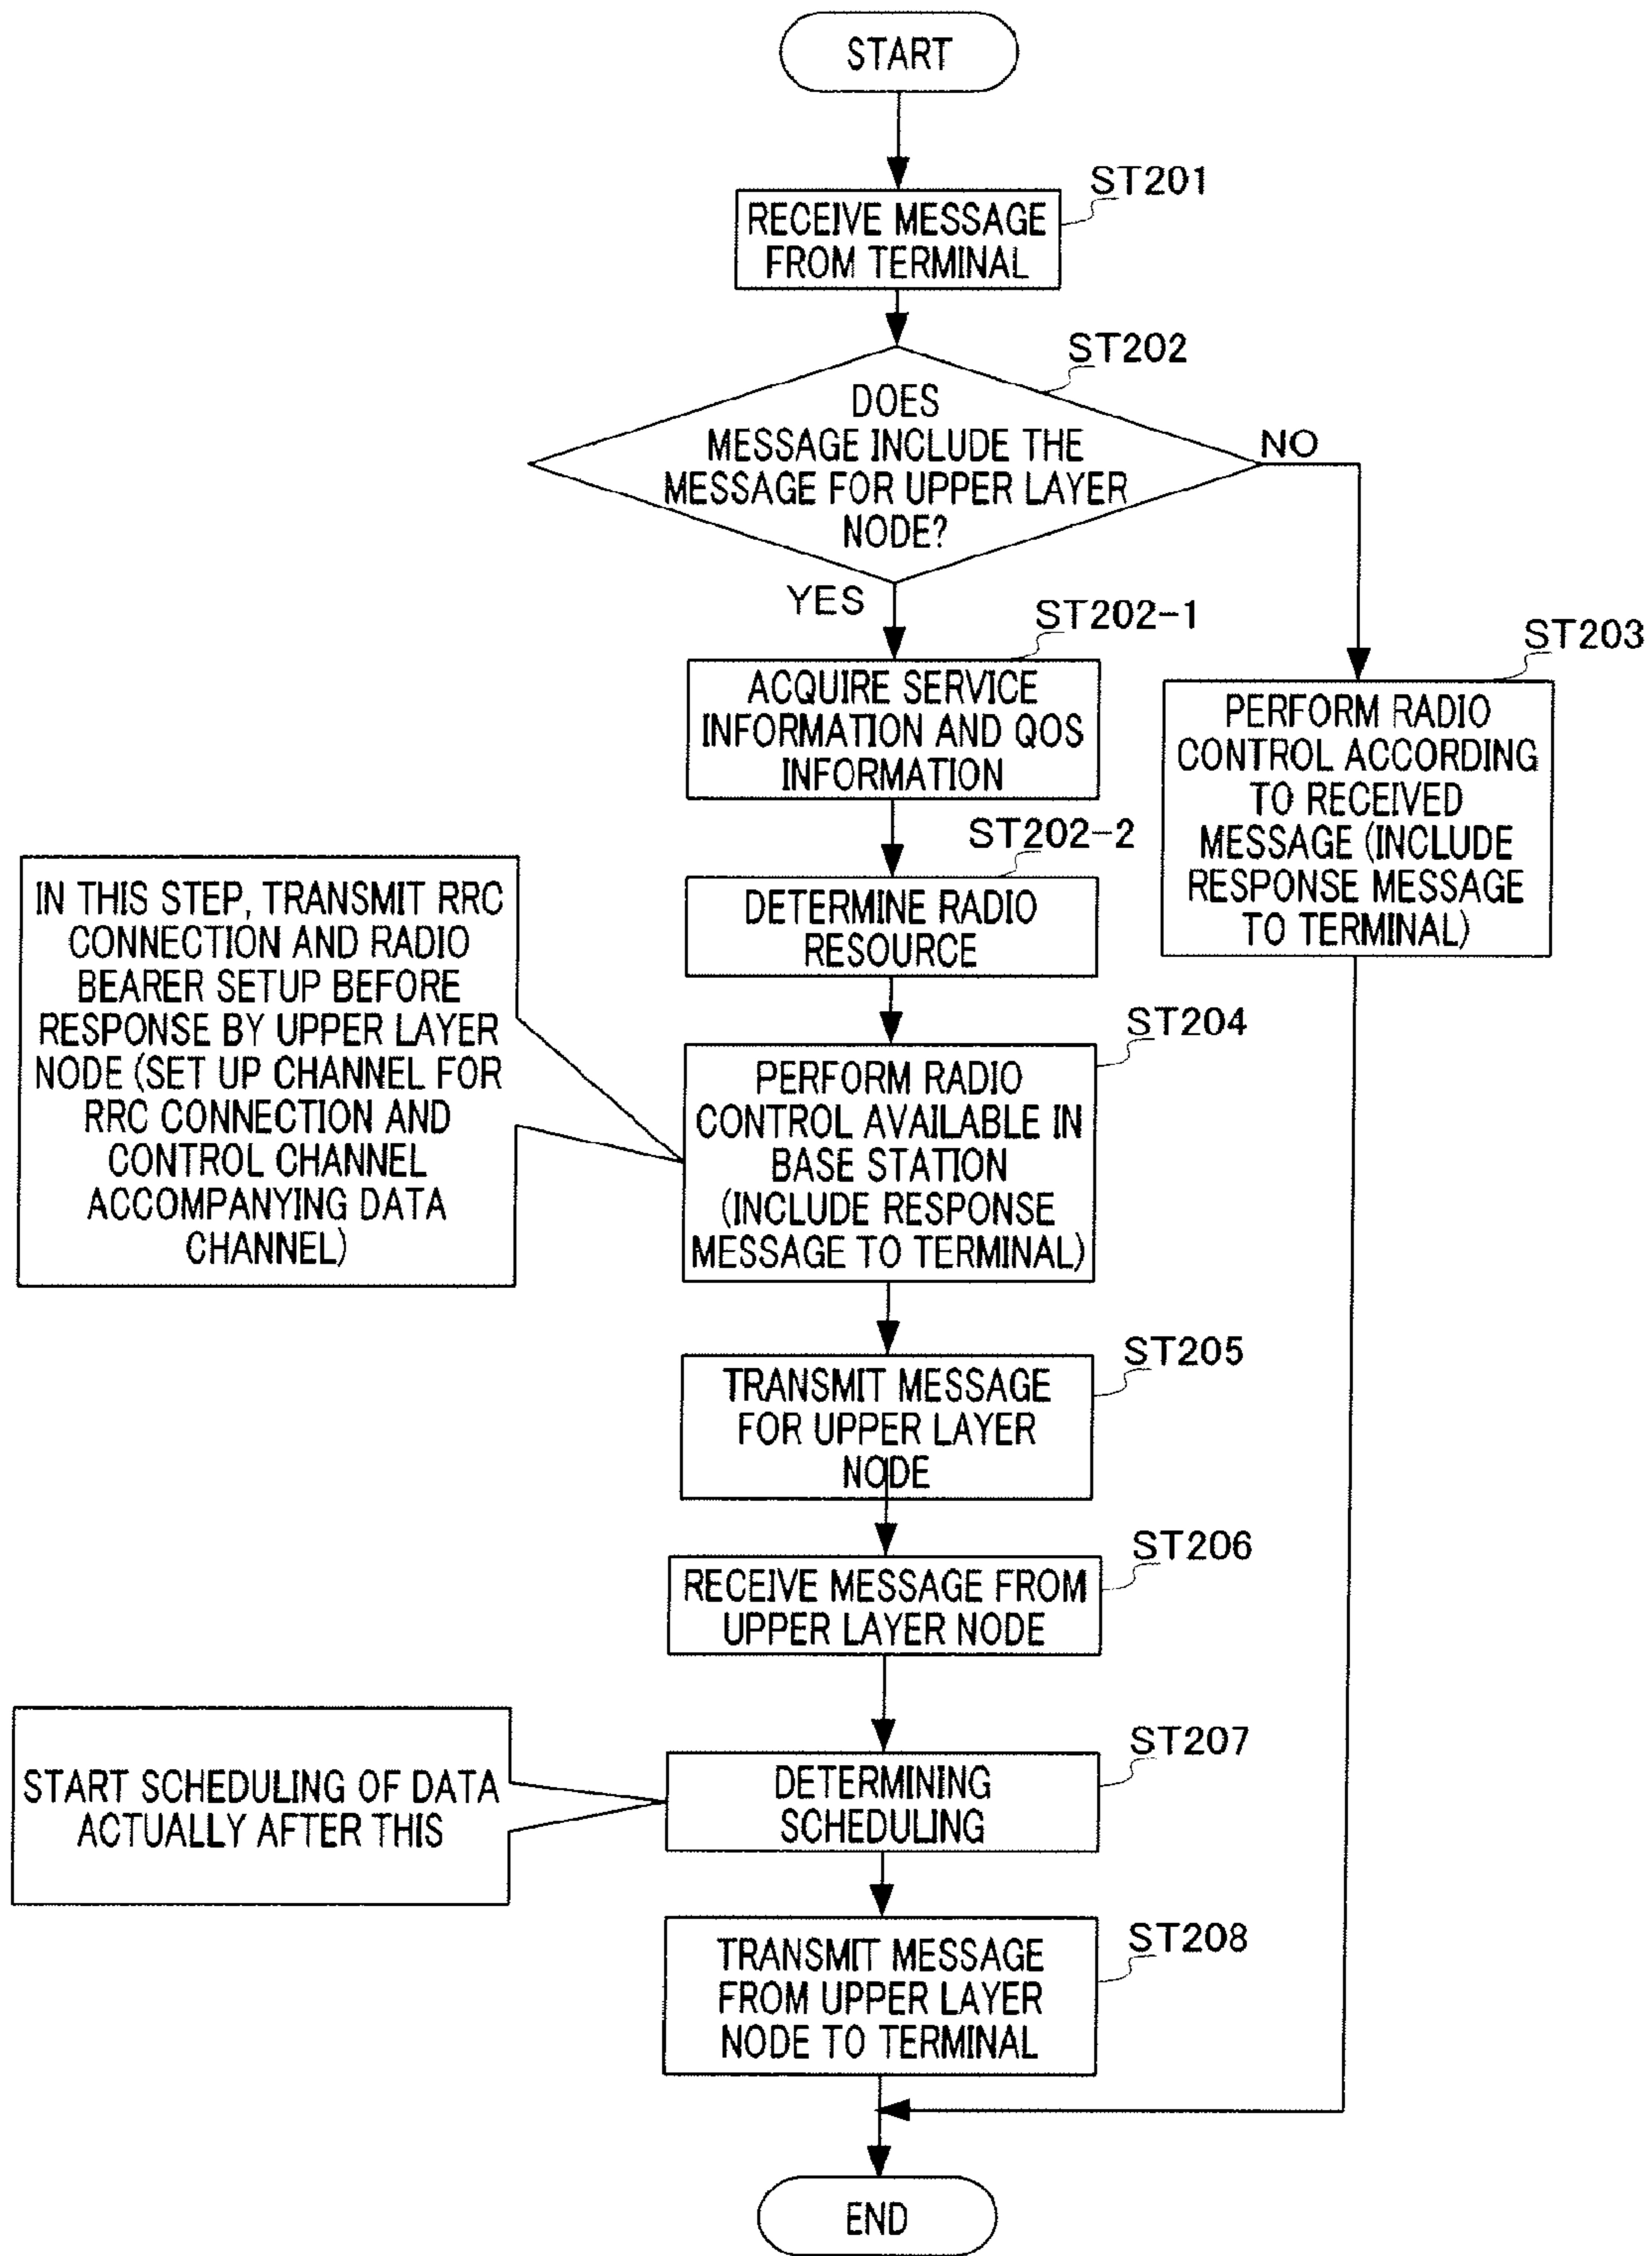 START
ST201
RECEIVE MESSAGE
FROM TERMINAL
ST202
DOES
MESSAGE INCLUDE THE
MESSAGE FOR UPPER LAYER
NODE?
NO
YES
ST202-1
ACQUIRE SERVICE
INFORMATION AND QOS
INFORMATION
ST203
PERFORM RADIO
CONTROL ACCORDING
TO RECEIVED
MESSAGE (INCLUDE
RESPONSE MESSAGE
TO TERMINAL)
ST202-2
DETERMINE RADIO
RESOURCE
IN THIS STEP, TRANSMIT RRC
CONNECTION AND RADIO
BEARER SETUP BEFORE
RESPONSE BY UPPER LAYER
NODE (SET UP CHANNEL FOR
RRC CONNECTION AND
CONTROL CHANNEL
ACCOMPANYING DATA
CHANNEL)
ST204
PERFORM RADIO
CONTROL AVAILABLE IN
BASE STATION
(INCLUDE RESPONSE
MESSAGE TO TERMINAL)
ST205
TRANSMIT MESSAGE
FOR UPPER LAYER
NODE
ST206
RECEIVE MESSAGE FROM
UPPER LAYER NODE
START SCHEDULING OF DATA
ACTUALLY AFTER THIS
ST207
DETERMINING
SCHEDULING
ST208
TRANSMIT MESSAGE
FROM UPPER LAYER
NODE TO TERMINAL
END